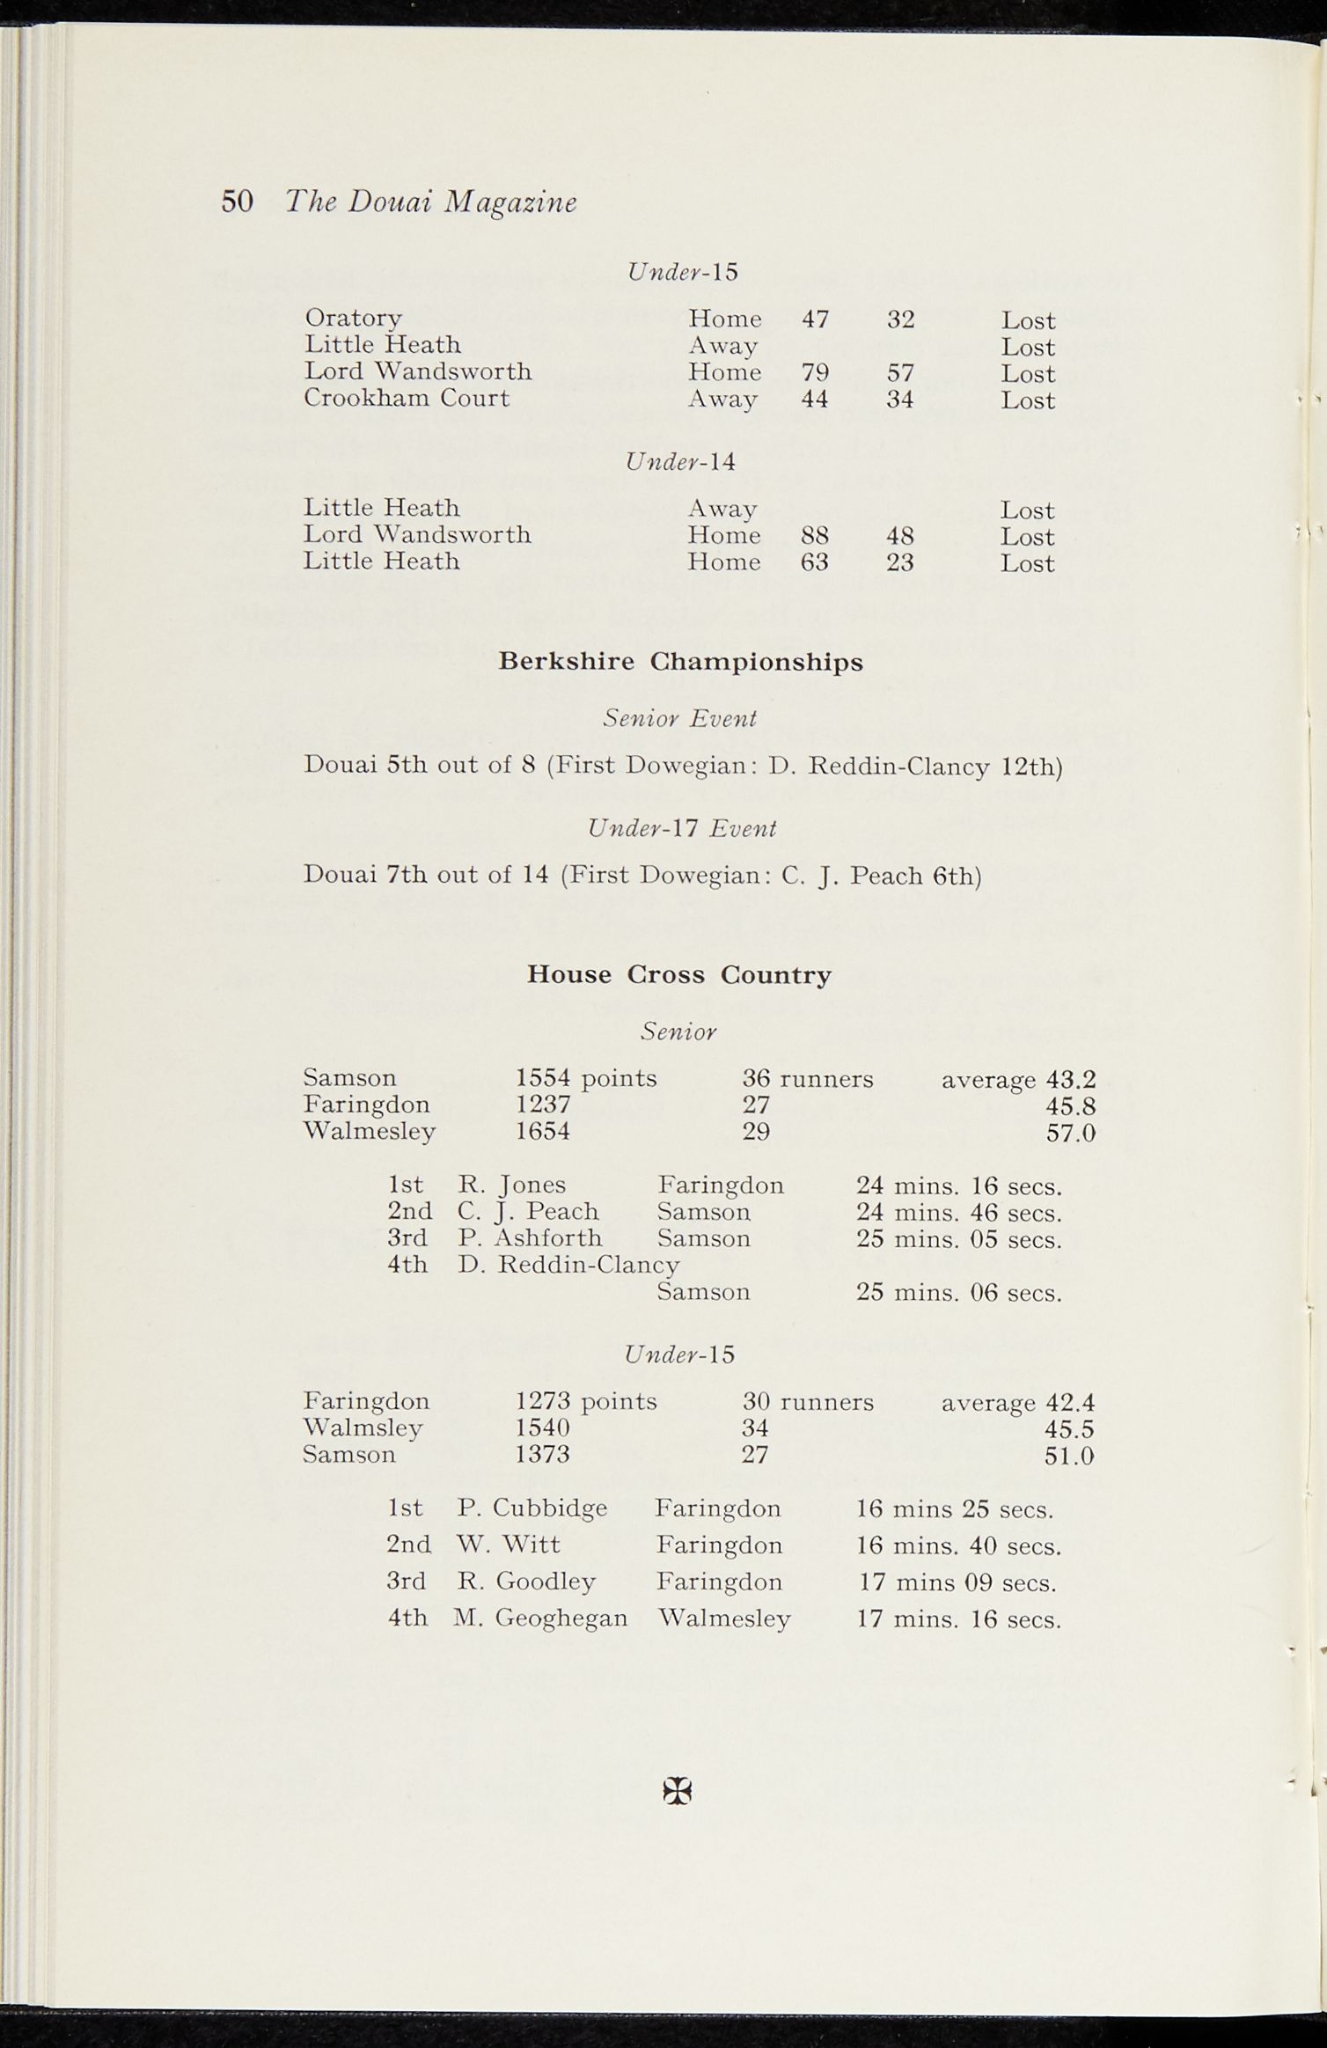 50 The Douai Magazine
Under-15
Oratory Home 47 32 Lost
Little Heath Away Lost
Lord Wandsworth Home 79 57 Lost
Crookham Court Away 44 34 Lost
Under-14
Little Heath Away Lost
Lord Wandsworth Home 88 48 Lost
Little Heath Home 63 23 Lost
Berkshire Championships
Senior Event
Douai 5th out of 8 (First Dowegian: D. Reddin-Clancy 12th)
Under-17 Event
Douai 7th out of 14 (First Dowegian: C. J. Peach 6th)
House Cross Country
Senior
Samson 1554 points 36 runners average 43.2
Faringdon 1237 27 45.8
Walmesley 1654 29 57.0
1st R. Jones Faringdon 24 mins. 16 secs.
2nd C. J. Peach Samson 24 mins. 46 secs.
3rd P. Ashforth Samson 25 mins. 05 secs.
4th D. Reddin-Clancy
Samson 25 mins. 06 secs.
Under-15
Faringdon 1273 points 30 runners average 42.4
Walmsley 1540 34 45.5
Samson 1373 27 51.0
1st P. Cubbidge Faringdon 16 mins 25 secs.
2nd W. Witt Faringdon 16 mins. 40 secs.
3rd R. Goodley Faringdon 17 mins 09 secs.
4th M. Geoghegan Walmesley 17 mins. 16 secs.